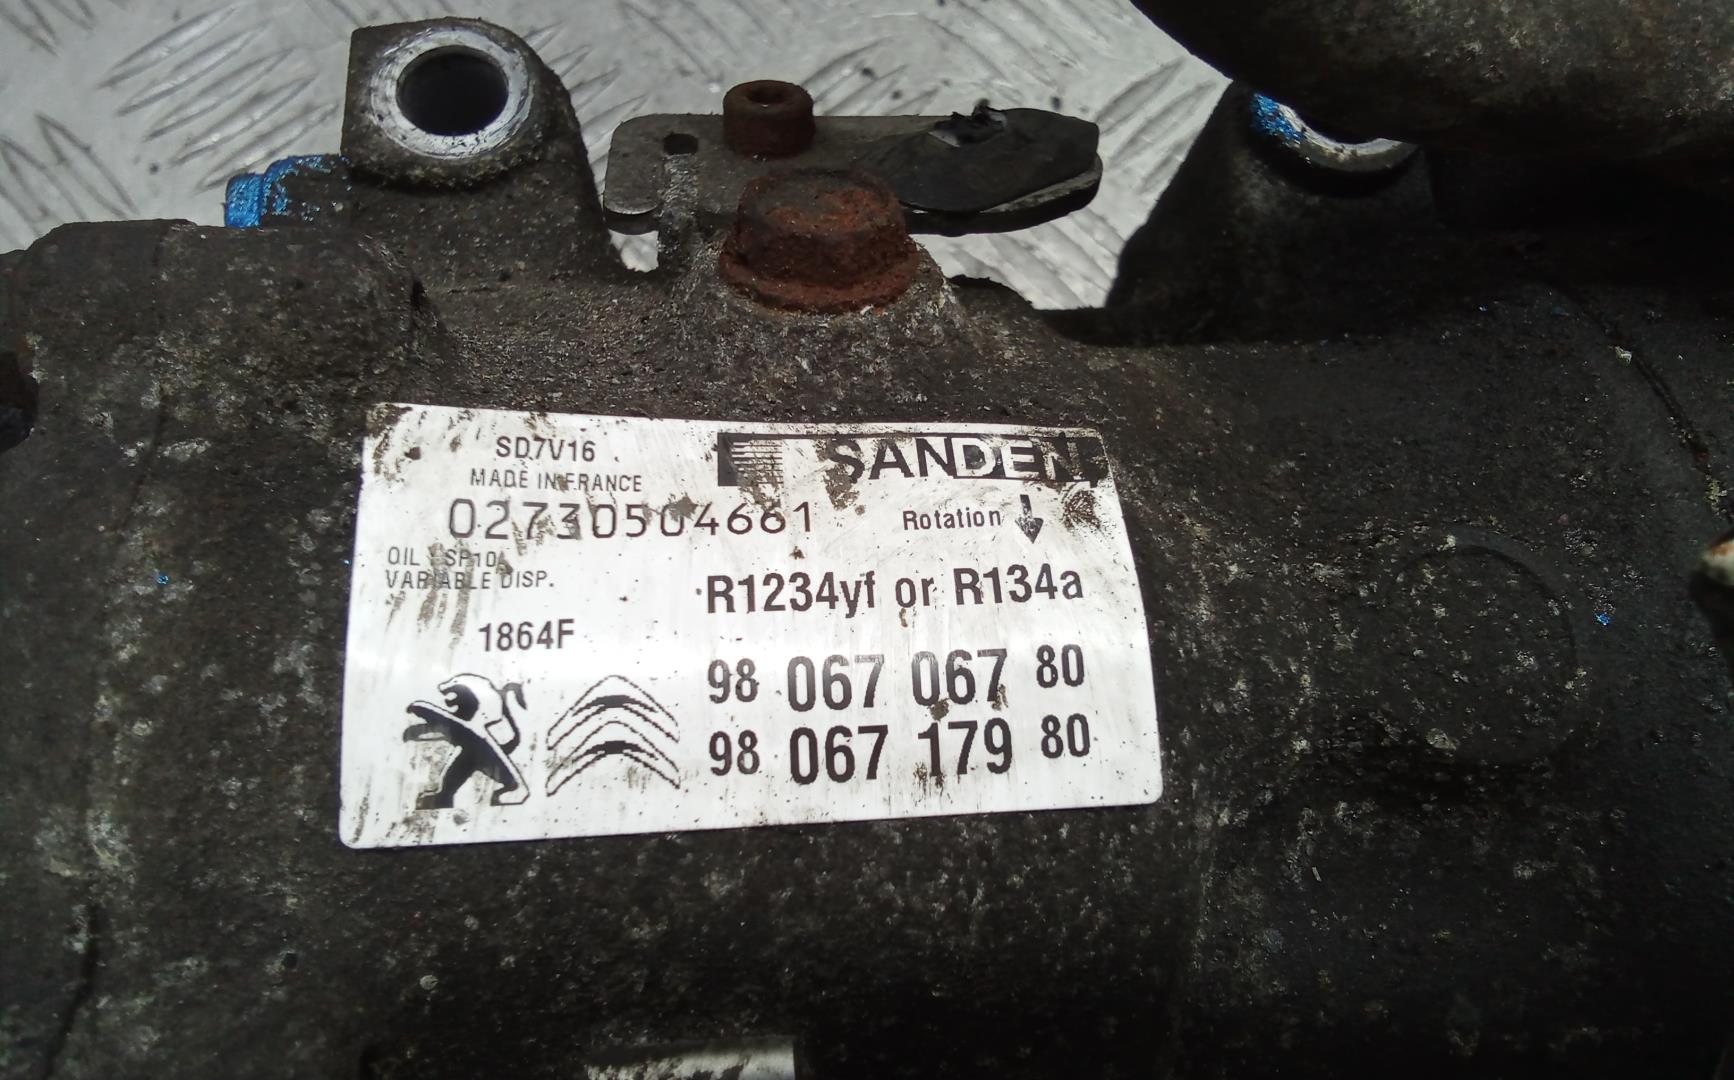 SD7V16
SANDEN
MADE IN FRANCE
02730504661
Rotation
OIL : SP10
VARIABLE DISP.
R1234yf or R134a
1864F
98 067 067 80
98 067 179 80